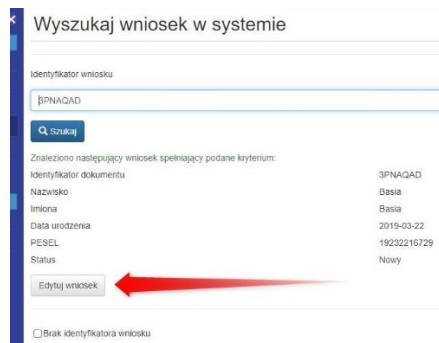 Wyszukaj wniosek w systemie
Identyfikator wniosku
3PNAQAD
Szukaj
Znaleziono następujący wniosek spełniający podane kryterium:
Identyfikator dokumentu 3PNAQAD
Nazwisko Basia
Imiona Basia
Data urodzenia 2019-03-22
PESEL 19232216729
Status Nowy
Edytuj wniosek
Brak identyfikatora wniosku